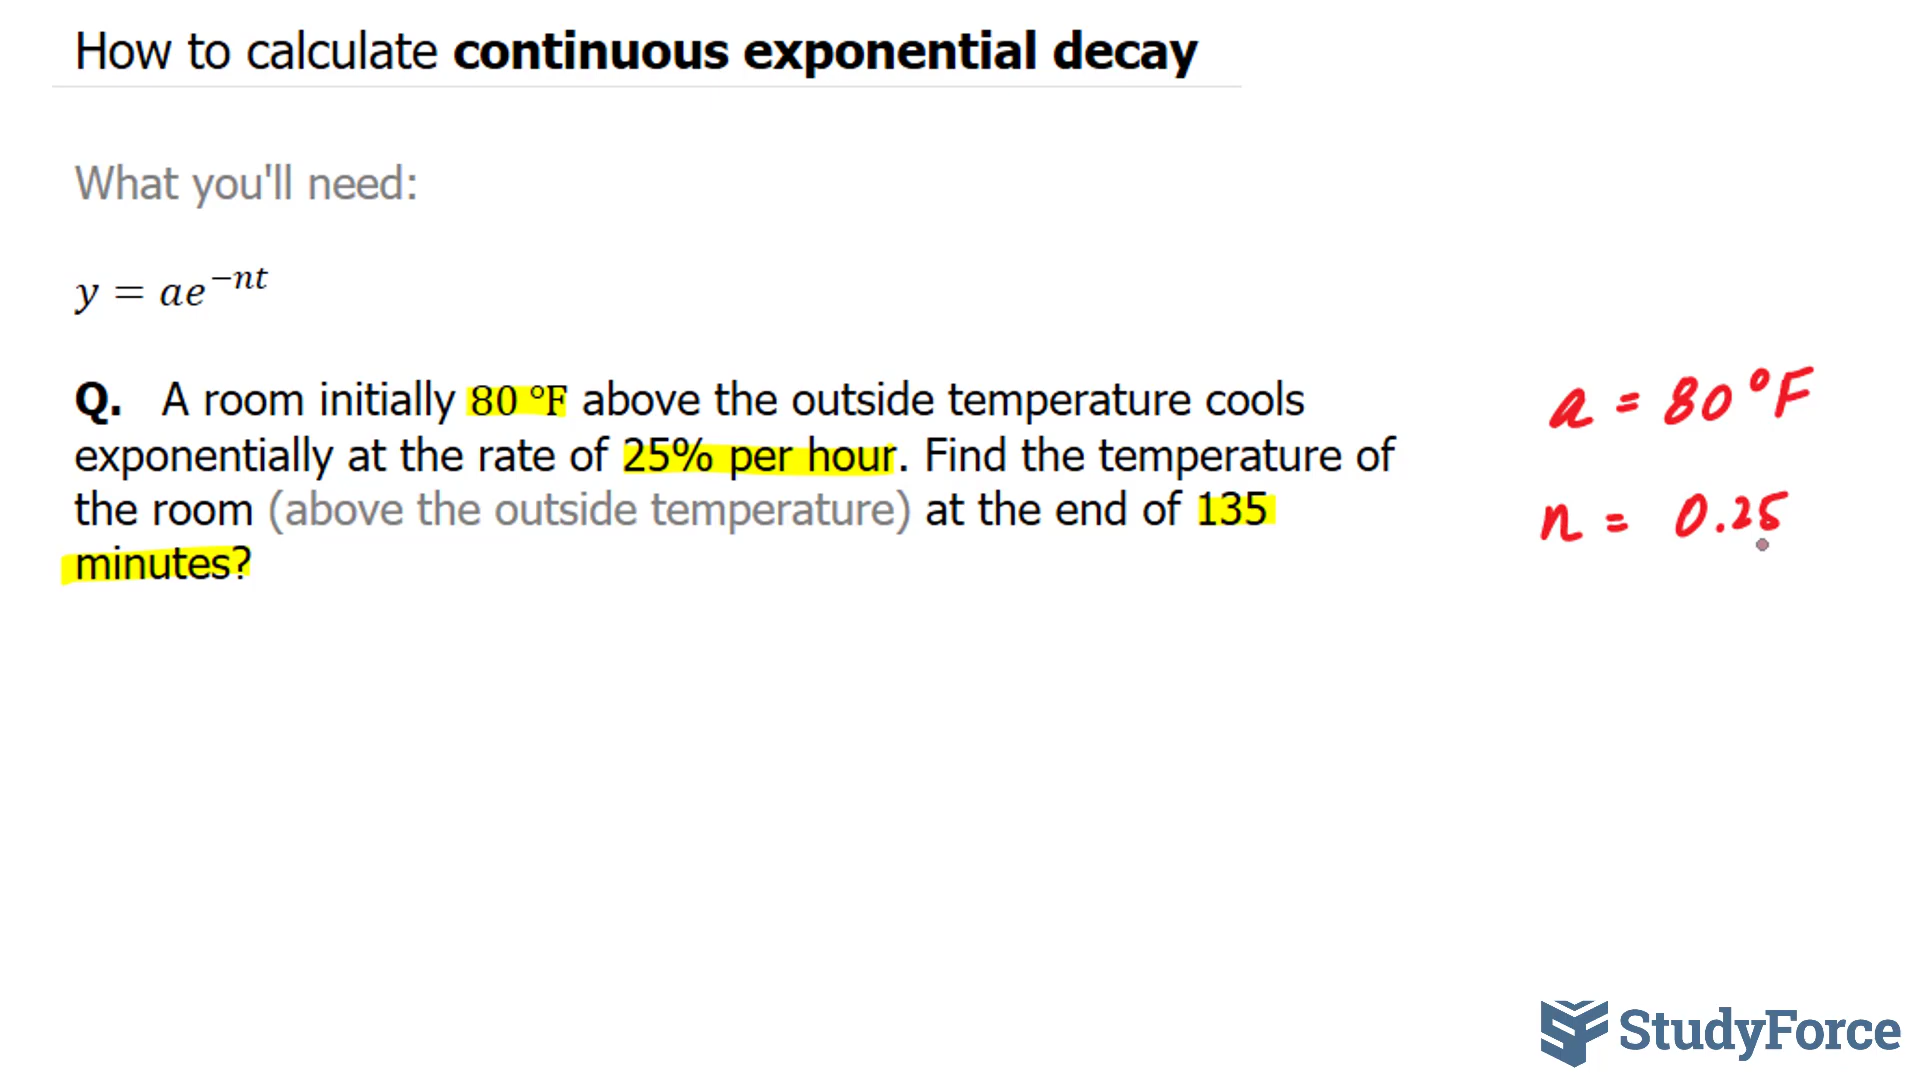 How to calculate continuous exponential decay
What you'll need:
y = ae^{-nt}
Q. A room initially 80 °F above the outside temperature cools
exponentially at the rate of 25% per hour. Find the temperature of
the room (above the outside temperature) at the end of 135
minutes?
a = 80 °F
n = 0.25
StudyForce